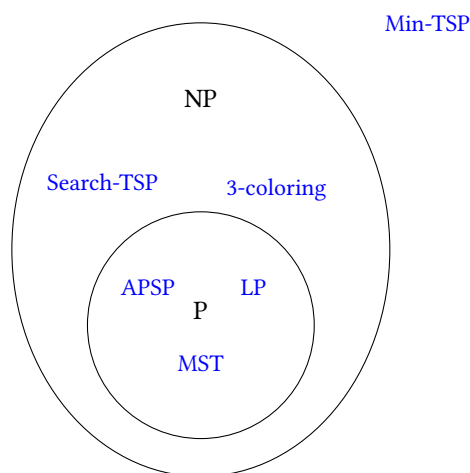 Min-TSP
NP
Search-TSP
3-coloring
APSP
LP
P
MST